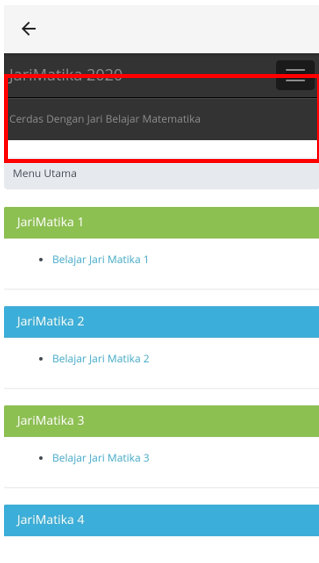 JariMatika 2020
Cerdas Dengan Jari Belajar Matematika
Menu Utama
JariMatika 1
Belajar Jari Matika 1
JariMatika 2
Belajar Jari Matika 2
JariMatika 3
Belajar Jari Matika 3
JariMatika 4